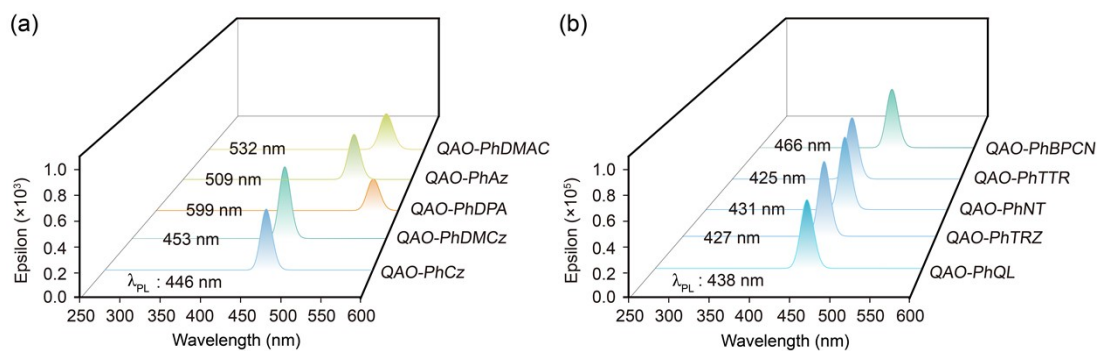 (a)
Epsilon (×10³)
1.0
0.8
0.6
0.4
0.2
0.0
532 nm
QAO-PhDMAC
509 nm
QAO-PhAz
599 nm
QAO-PhDPA
453 nm
QAO-PhDMCz
λPL : 446 nm
QAO-PhCz
250 300 350 400 450 500 550 600
Wavelength (nm)
(b)
Epsilon (×10⁵)
1.0
0.8
0.6
0.4
0.2
0.0
466 nm
QAO-PhBPCN
425 nm
QAO-PhTTR
431 nm
QAO-PhNT
427 nm
QAO-PhTRZ
λPL : 438 nm
QAO-PhQL
250 300 350 400 450 500 550 600
Wavelength (nm)